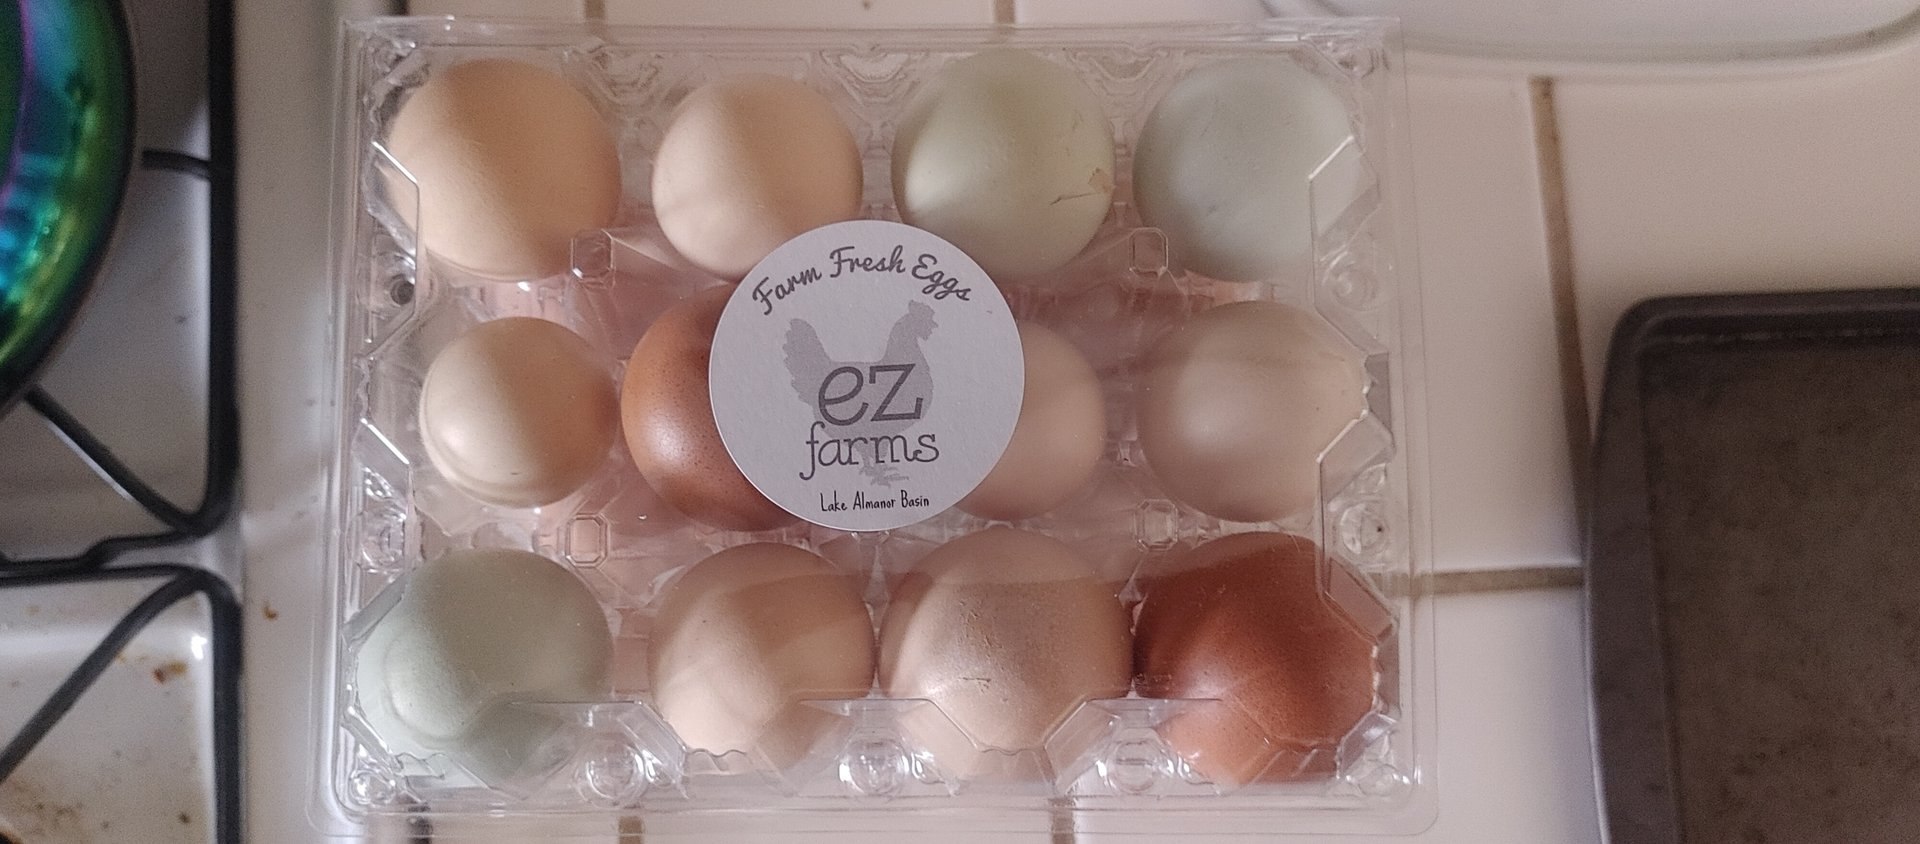 Farm Fresh Eggs
ez
farms
Lake Almanor Basin